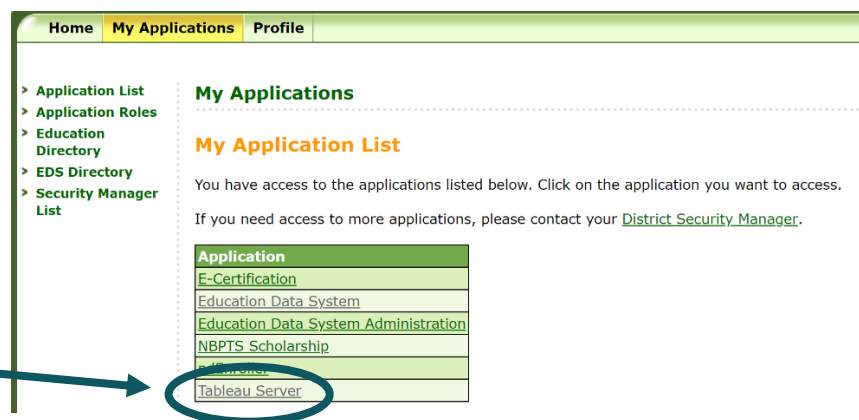 Home My Applications Profile
> Application List
> Application Roles
> Education
Directory
> EDS Directory
> Security Manager
List
My Applications
My Application List
You have access to the applications listed below. Click on the application you want to access.
If you need access to more applications, please contact your District Security Manager.
Application
E-Certification
Education Data System
Education Data System Administration
NBPTS Scholarship
pdEnroller
Tableau Server